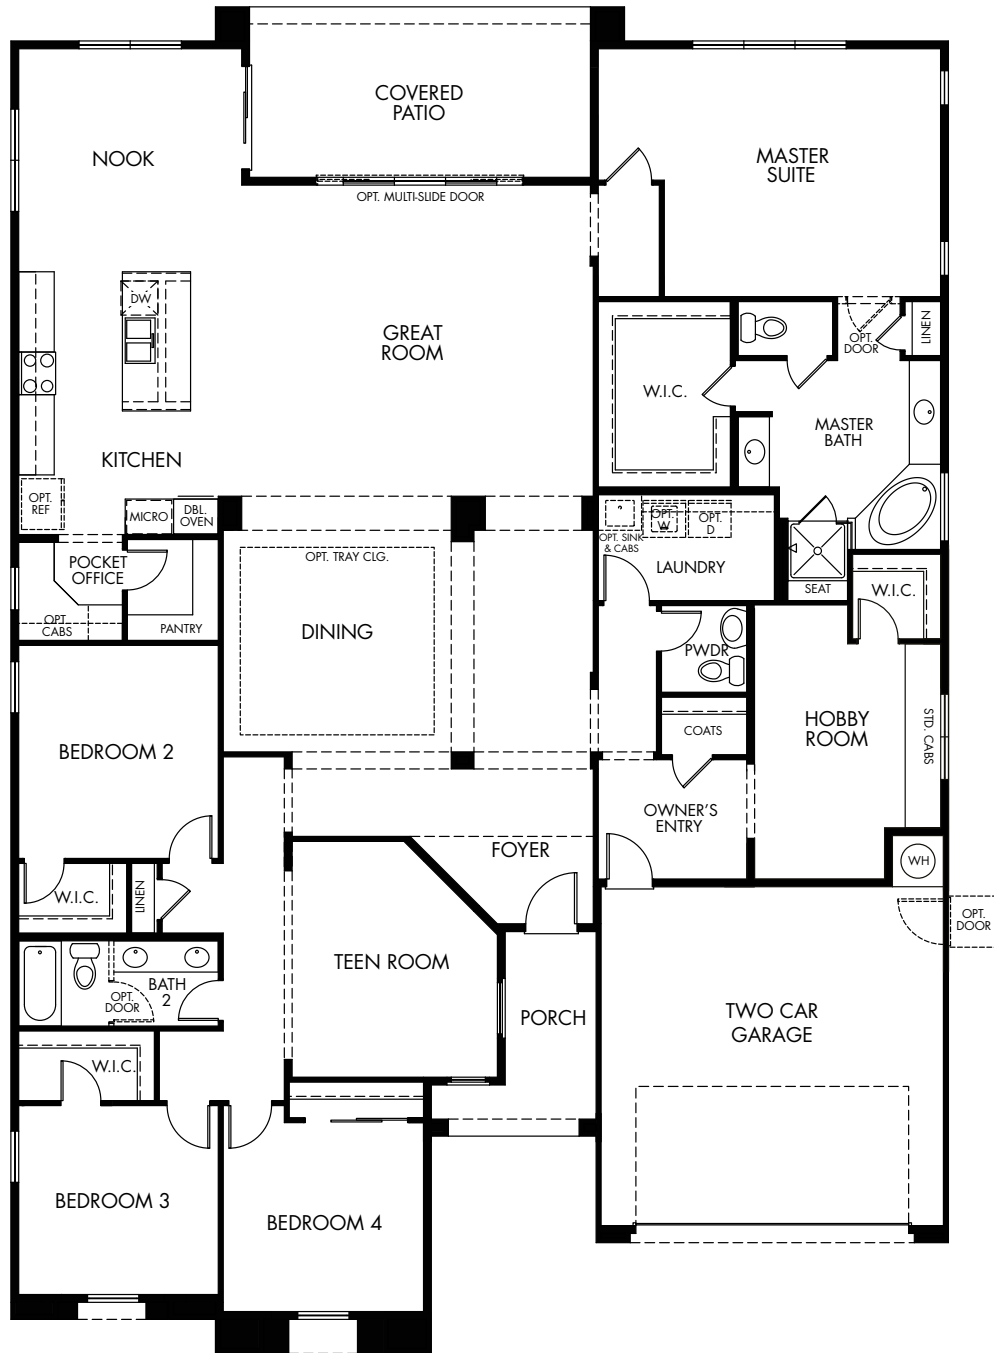 COVERED
PATIO
NOOK
MASTER
SUITE
OPT. MULTI-SLIDE DOOR
DW
GREAT
ROOM
OPT.
DOOR
LINEN
W.I.C.
MASTER
BATH
KITCHEN
OPT.
REF
MICRO
DBL.
OVEN
OPT.
W
OPT.
D
OPT. SINK
& CABS
LAUNDRY
POCKET
OFFICE
OPT. TRAY CLG.
SEAT
W.I.C.
OPT.
CABS
PANTRY
DINING
PWDR
BEDROOM 2
COATS
HOBBY
ROOM
STD. CABS
OWNER'S
ENTRY
FOYER
WH
W.I.C.
LINEN
OPT.
DOOR
TEEN ROOM
BATH
2
OPT.
DOOR
PORCH
TWO CAR
GARAGE
W.I.C.
BEDROOM 3
BEDROOM 4